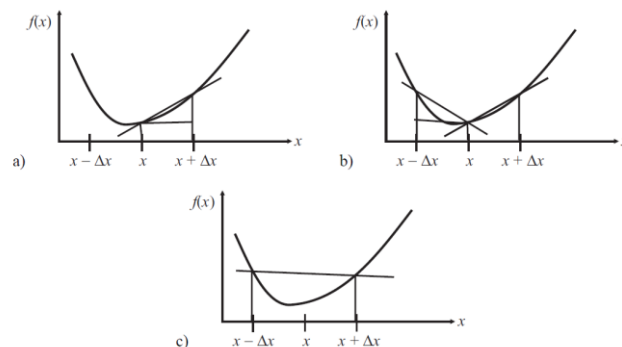 f(x)
x
a) x − Δx x x + Δx
f(x)
b) x − Δx x x + Δx
f(x)
x
c) x − Δx x x + Δx